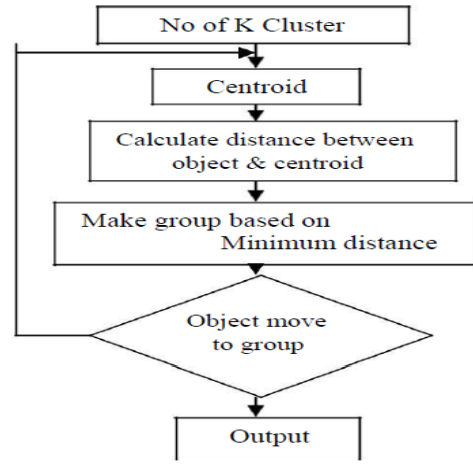 No of K Cluster
Centroid
Calculate distance between
object & centroid
Make group based on
Minimum distance
Object move
to group
Output